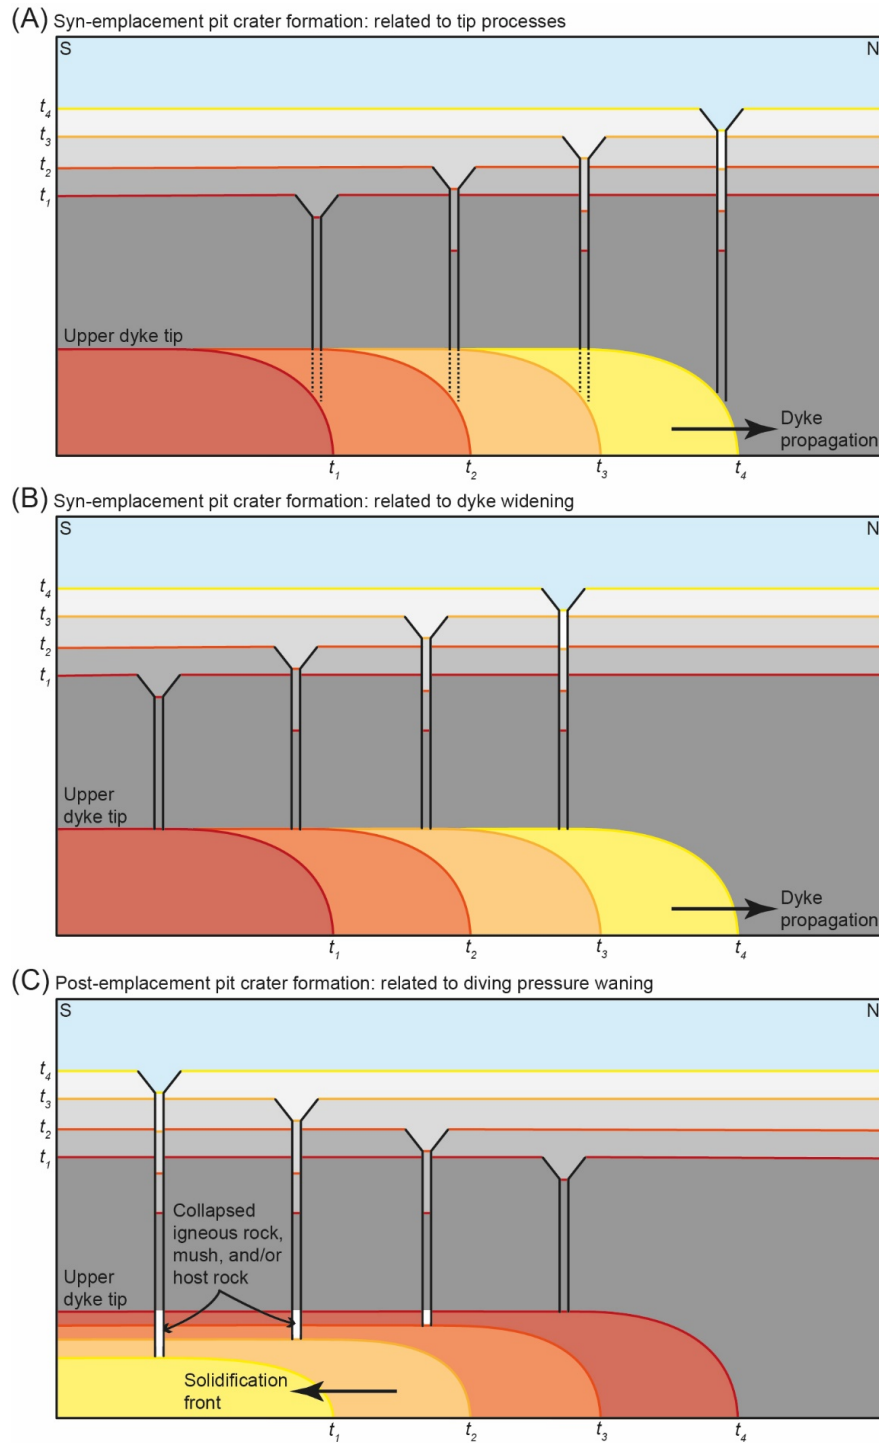 (A) Syn-emplacement pit crater formation: related to tip processes
S
N
t4
t3
t2
t1
Upper dyke tip
Dyke
propagation
t1
t2
t3
t4
(B) Syn-emplacement pit crater formation: related to dyke widening
S
N
t4
t3
t2
t1
Upper
dyke tip
Dyke
propagation
t1
t2
t3
t4
(C) Post-emplacement pit crater formation: related to diving pressure waning
S
N
t4
t3
t2
t1
Collapsed
igneous rock,
mush, and/or
host rock
Upper
dyke tip
Solidification
front
t1
t2
t3
t4